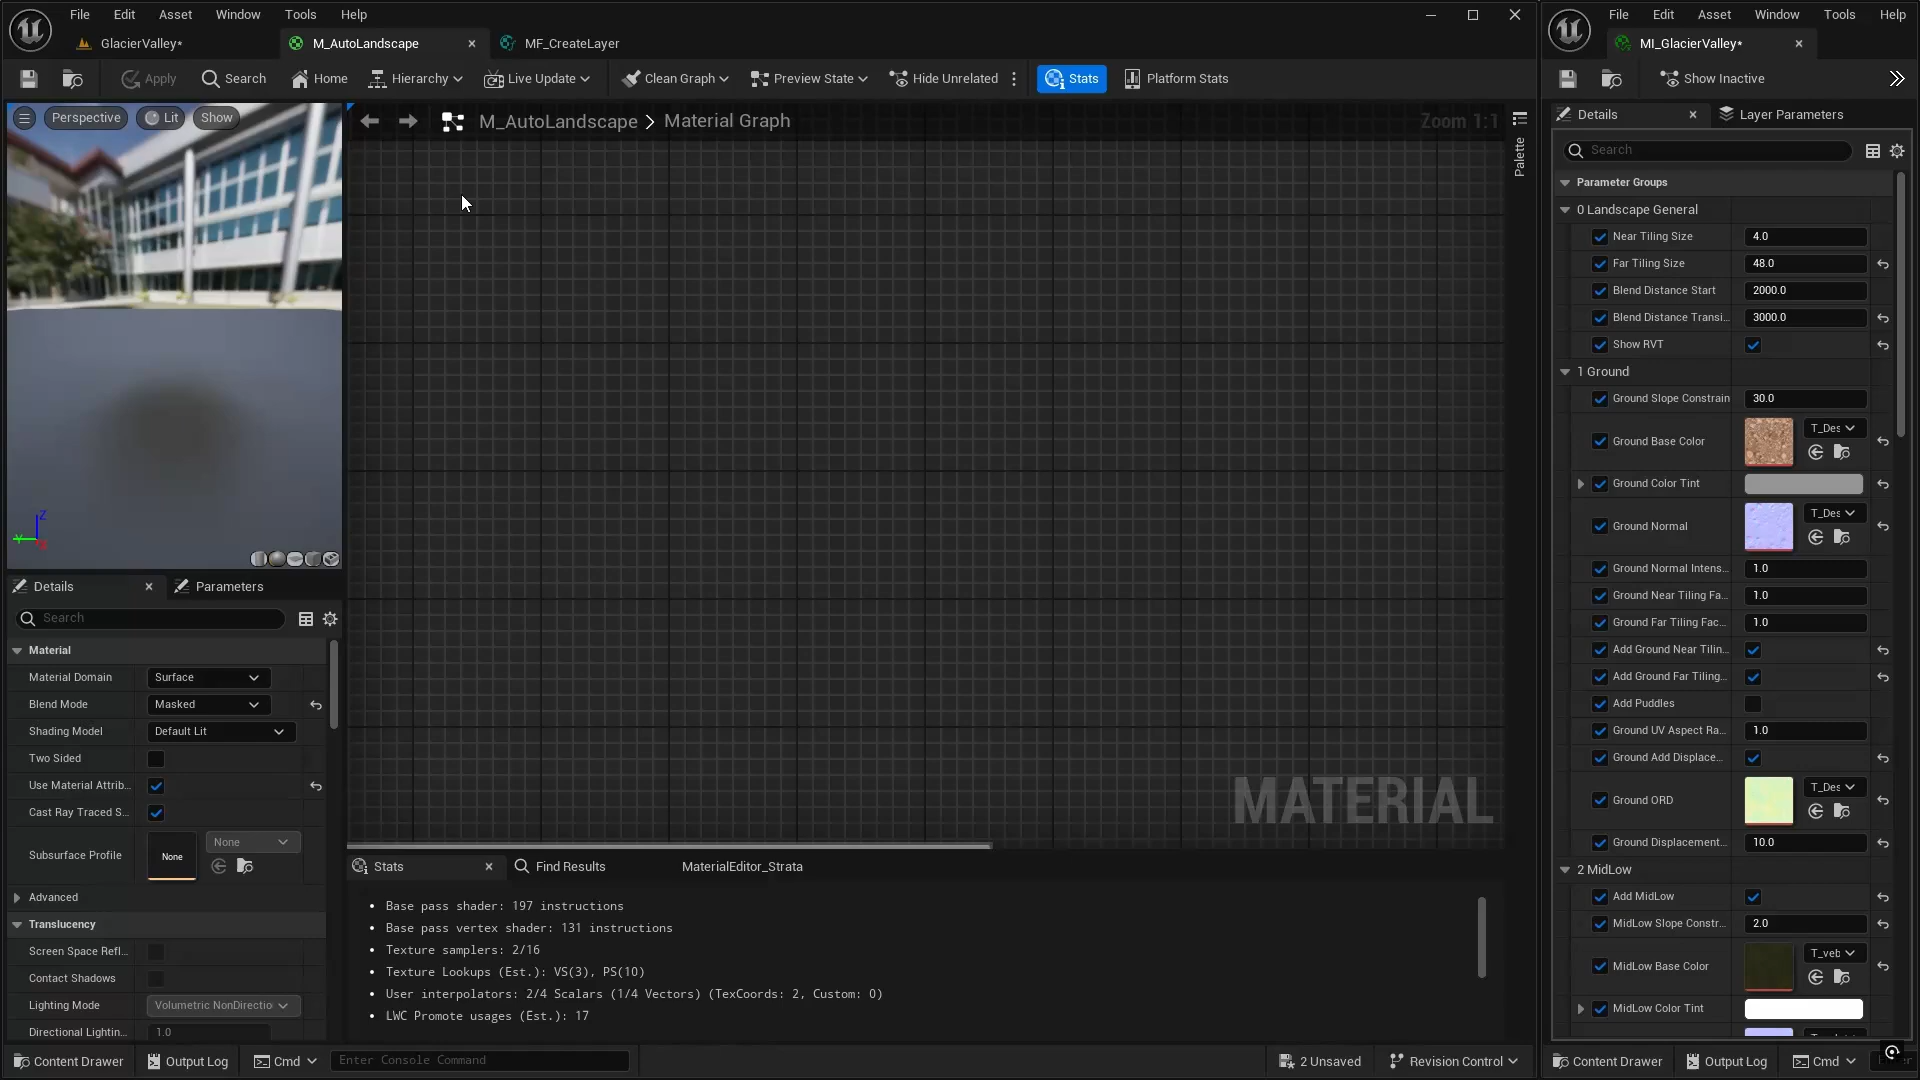 File Edit Asset Window Tools Help
GlacierValley* M_AutoLandscape MF_CreateLayer
Apply Search Home Hierarchy Live Update Clean Graph Preview State Hide Unrelated Stats Platform Stats
Perspective Lit Show
M_AutoLandscape > Material Graph
Zoom 1:1
Palette
MATERIAL
Details Parameters
Search
Material
Material Domain Surface
Blend Mode Masked
Shading Model Default Lit
Two Sided
Use Material Attrib...
Cast Ray Traced S...
Subsurface Profile None None
Advanced
Translucency
Screen Space Refl...
Contact Shadows
Lighting Mode Volumetric NonDirectio
Directional Lightin... 1.0
Stats Find Results MaterialEditor_Strata
• Base pass shader: 197 instructions
• Base pass vertex shader: 131 instructions
• Texture samplers: 2/16
• Texture Lookups (Est.): VS(3), PS(10)
• User interpolators: 2/4 Scalars (1/4 Vectors) (TexCoords: 2, Custom: 0)
• LWC Promote usages (Est.): 17
Content Drawer Output Log Cmd Enter Console Command 2 Unsaved Revision Control
File Edit Asset Window Tools Help
MI_GlacierValley*
Show Inactive
Details Layer Parameters
Search
Parameter Groups
0 Landscape General
Near Tiling Size 4.0
Far Tiling Size 48.0
Blend Distance Start 2000.0
Blend Distance Transi... 3000.0
Show RVT
1 Ground
Ground Slope Constrain 30.0
Ground Base Color T_Des
Ground Color Tint
Ground Normal T_Des
Ground Normal Intens... 1.0
Ground Near Tiling Fa... 1.0
Ground Far Tiling Fac... 1.0
Add Ground Near Tilin...
Add Ground Far Tiling...
Add Puddles
Ground UV Aspect Ra... 1.0
Ground Add Displace...
Ground ORD T_Des
Ground Displacement... 10.0
2 MidLow
Add MidLow
MidLow Slope Constr... 2.0
MidLow Base Color T_veb
MidLow Color Tint
Content Drawer Output Log Cmd